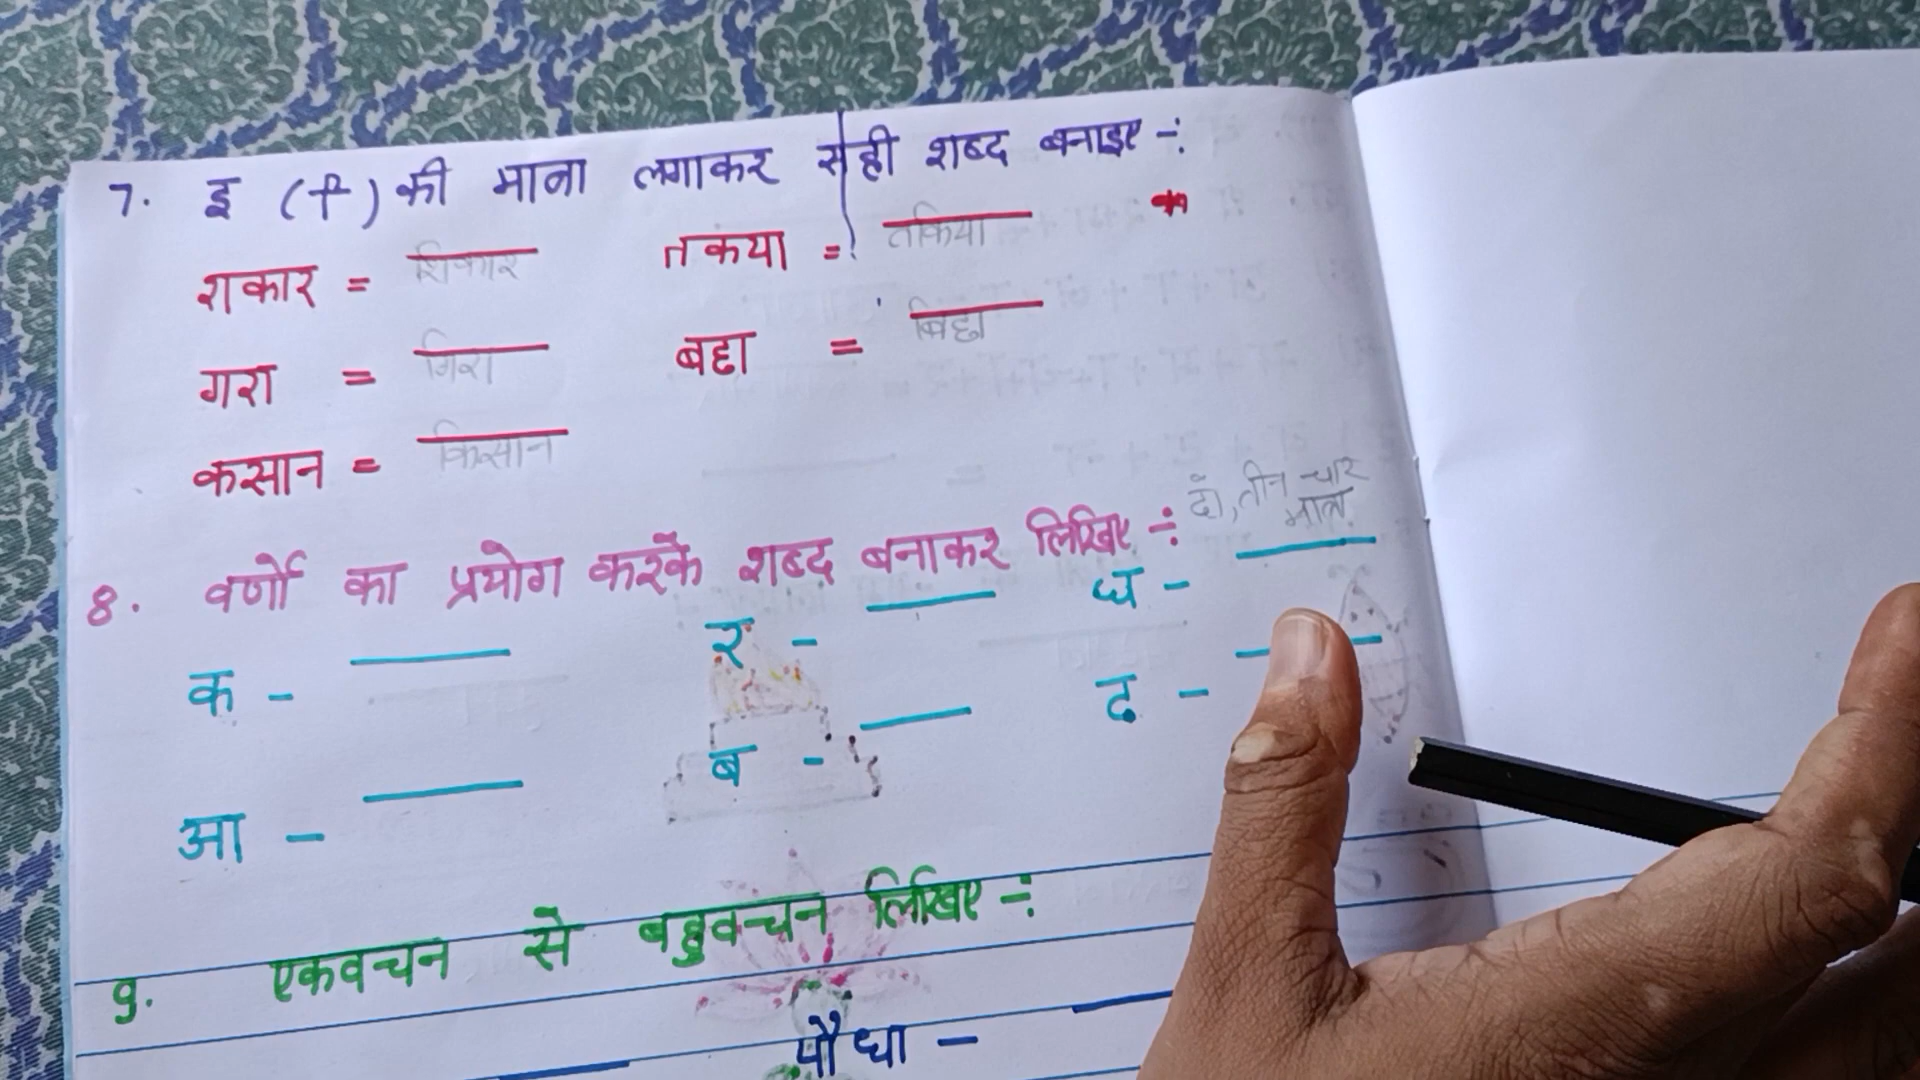 7. इ ( ि ) की मात्रा लगाकर सही शब्द बनाइए -:
शकार = शिकार तकया = तकिया
गरा = गिरा बद्दा =
कसान = किसान
दो, तीन चार
8. वर्णो का प्रयोग करके शब्द बनाकर लिखिए -:
क - र - ध -
आ - ब - द -
9. एकवचन से बहुवचन लिखिए -:
पौधा -